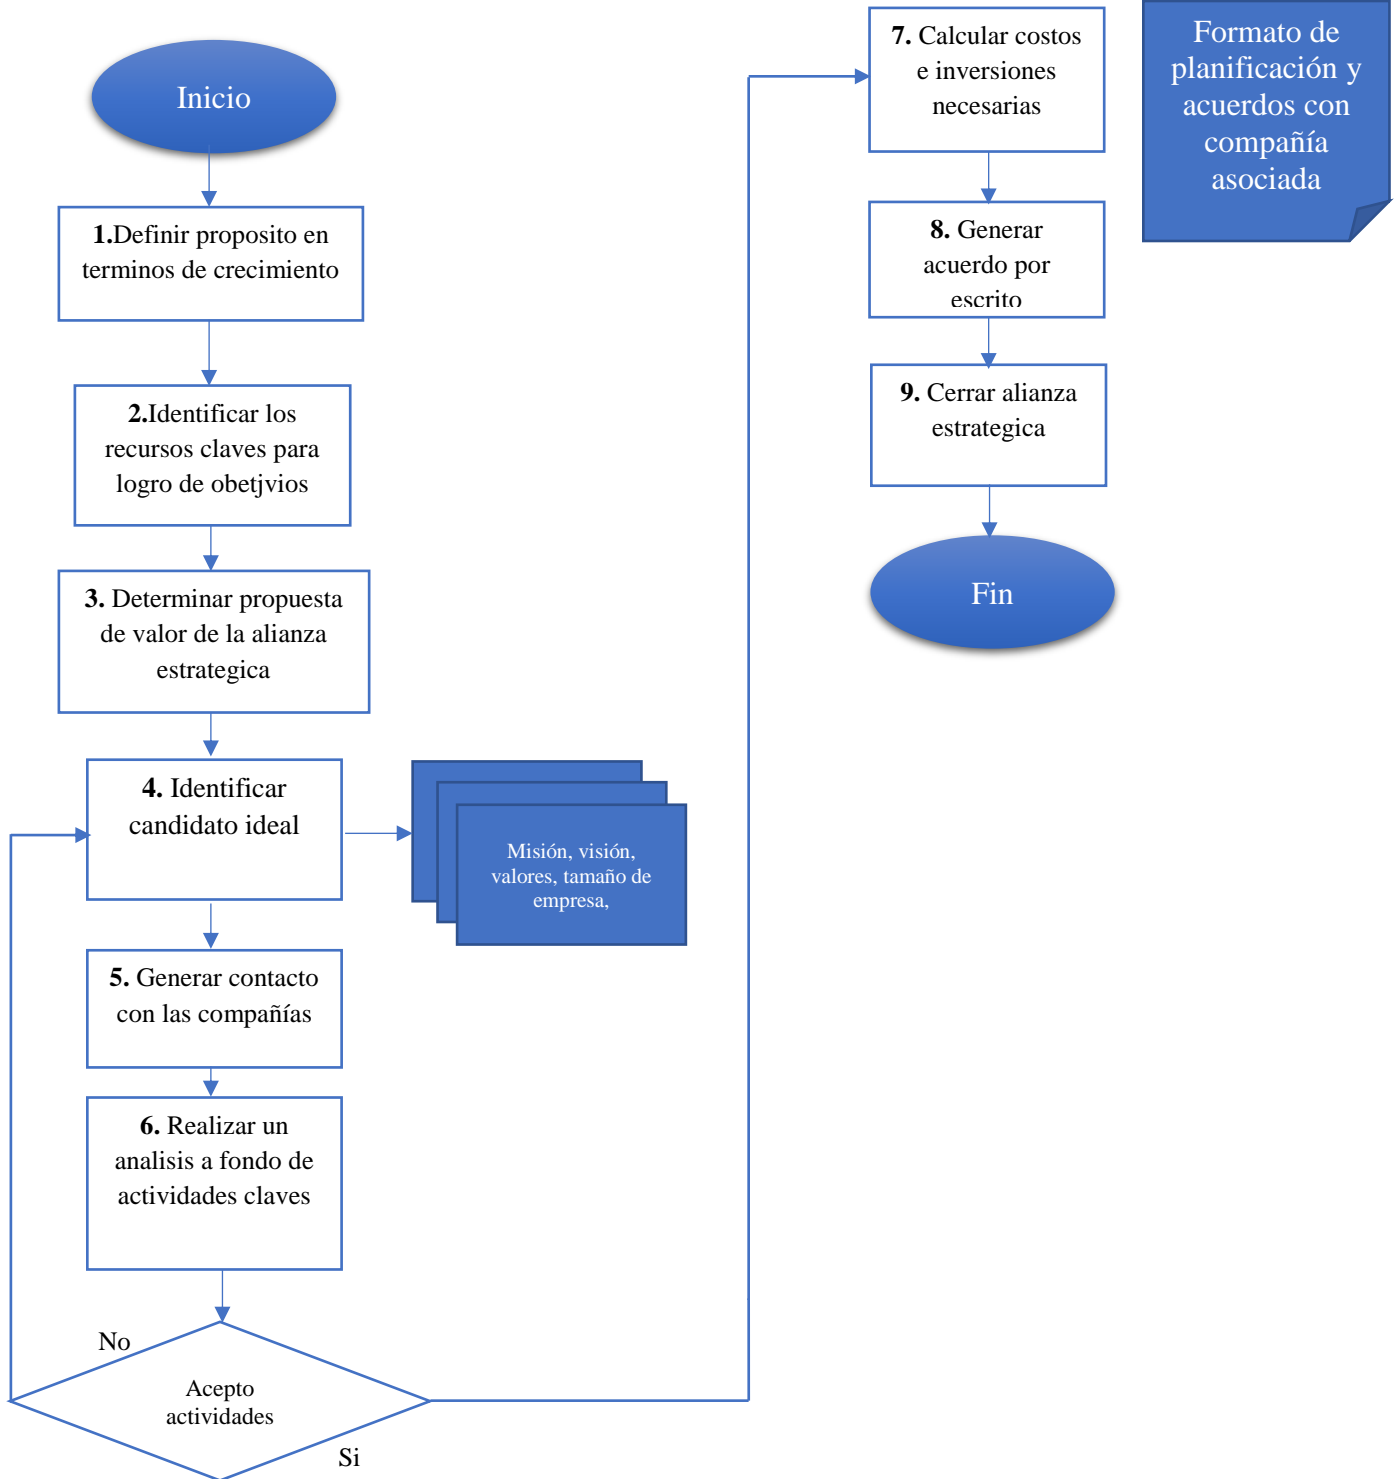 Inicio
1.Definir proposito en
terminos de crecimiento
2.Identificar los
recursos claves para
logro de obetjvios
3. Determinar propuesta
de valor de la alianza
estrategica
4. Identificar
candidato ideal
Misión, visión,
valores, tamaño de
empresa,
5. Generar contacto
con las compañías
6. Realizar un
analisis a fondo de
actividades claves
No
Acepto
actividades
Si
7. Calcular costos
e inversiones
necesarias
8. Generar
acuerdo por
escrito
9. Cerrar alianza
estrategica
Fin
Formato de
planificación y
acuerdos con
compañía
asociada